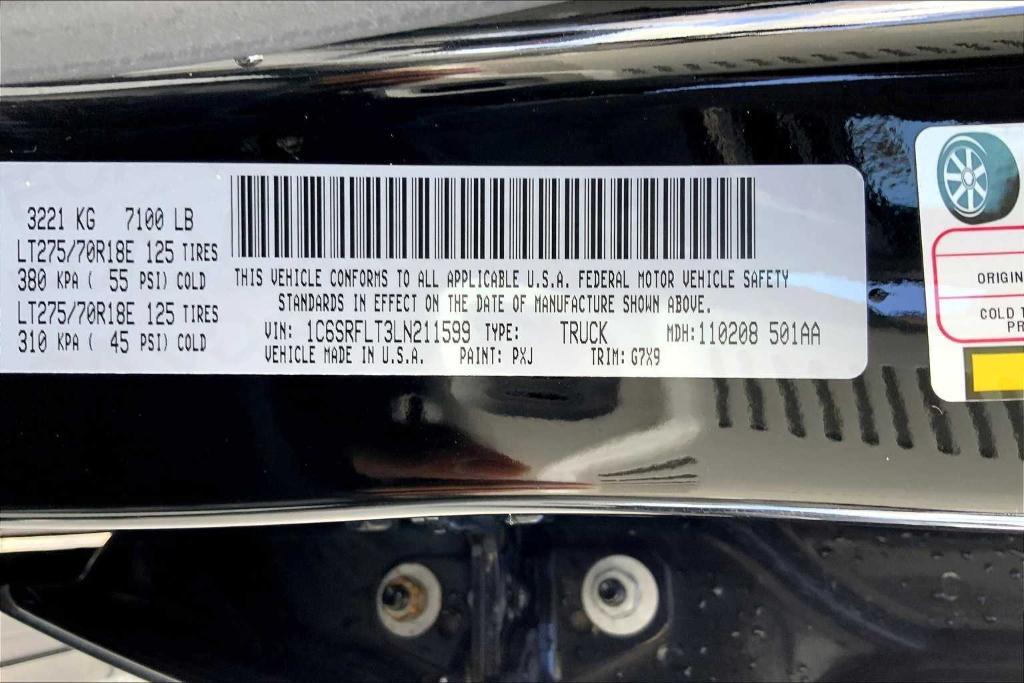 3221 KG 7100 LB
LT275/70R18E 125 TIRES
380 KPA ( 55 PSI) COLD
LT275/70R18E 125 TIRES
310 KPA ( 45 PSI) COLD
THIS VEHICLE CONFORMS TO ALL APPLICABLE U.S.A. FEDERAL MOTOR VEHICLE SAFETY
STANDARDS IN EFFECT ON THE DATE OF MANUFACTURE SHOWN ABOVE.
VIN: 1C6SRFLT3LN211599 TYPE: TRUCK MDH:110208 501AA
VEHICLE MADE IN U.S.A. PAINT: PXJ TRIM: G7X9
ORIGIN
COLD T
PR